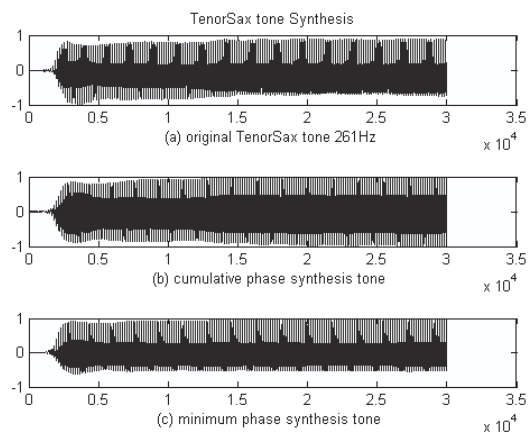 TenorSax tone Synthesis
1
0
-1
0 0.5 1 1.5 2 2.5 3 3.5
(a) original TenorSax tone 261Hz
x 10^4
1
0
-1
0 0.5 1 1.5 2 2.5 3 3.5
(b) cumulative phase synthesis tone
x 10^4
1
0
-1
0 0.5 1 1.5 2 2.5 3 3.5
(c) minimum phase synthesis tone
x 10^4